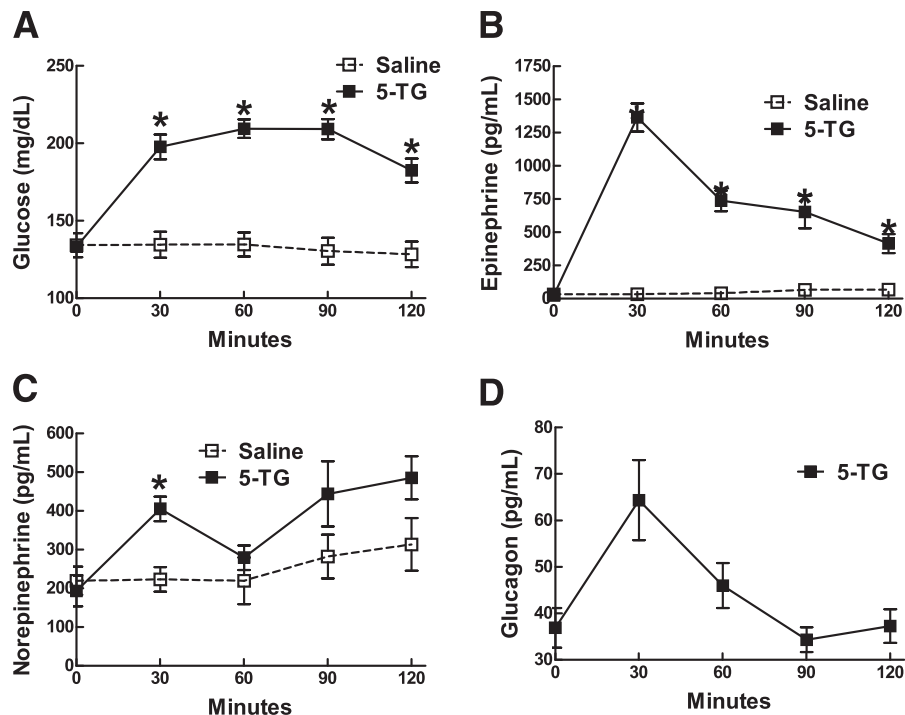 A
Glucose (mg/dL)
250
200
150
100
0 30 60 90 120
Minutes
Saline
5-TG
* * * *
B
Epinephrine (pg/mL)
1750
1500
1250
1000
750
500
250
0
0 30 60 90 120
Minutes
Saline
5-TG
* * * *
C
Norepinephrine (pg/mL)
600
500
400
300
200
100
0
0 30 60 90 120
Minutes
Saline
5-TG
*
D
Glucagon (pg/mL)
80
70
60
50
40
30
0 30 60 90 120
Minutes
5-TG